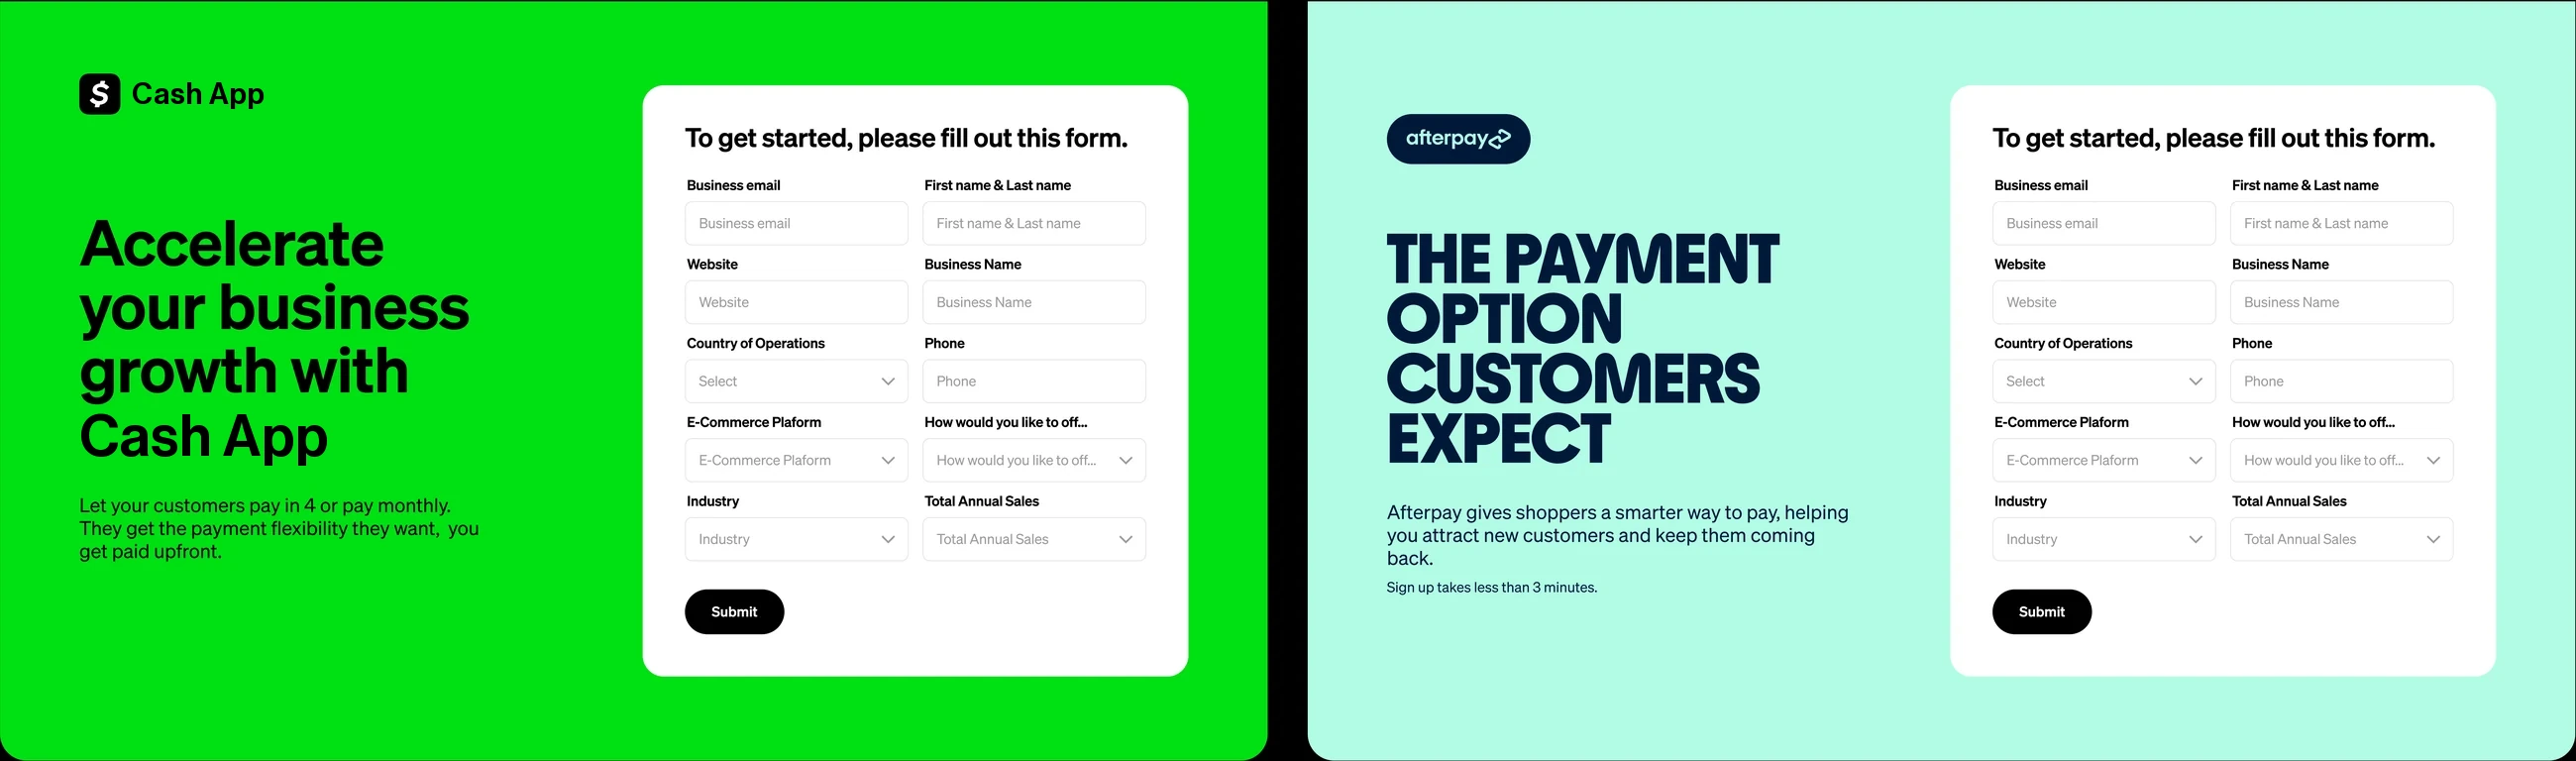 Cash App
Accelerate
your business
growth with
Cash App
Let your customers pay in 4 or pay monthly.
They get the payment flexibility they want, you
get paid upfront.
To get started, please fill out this form.
Business email
First name & Last name
Business email
First name & Last name
Website
Business Name
Website
Business Name
Country of Operations
Phone
Select
Phone
E-Commerce Plaform
How would you like to off...
E-Commerce Plaform
How would you like to off...
Industry
Total Annual Sales
Industry
Total Annual Sales
Submit
afterpay
THE PAYMENT
OPTION
CUSTOMERS
EXPECT
Afterpay gives shoppers a smarter way to pay, helping
you attract new customers and keep them coming
back.
Sign up takes less than 3 minutes.
To get started, please fill out this form.
Business email
First name & Last name
Business email
First name & Last name
Website
Business Name
Website
Business Name
Country of Operations
Phone
Select
Phone
E-Commerce Plaform
How would you like to off...
E-Commerce Plaform
How would you like to off...
Industry
Total Annual Sales
Industry
Total Annual Sales
Submit